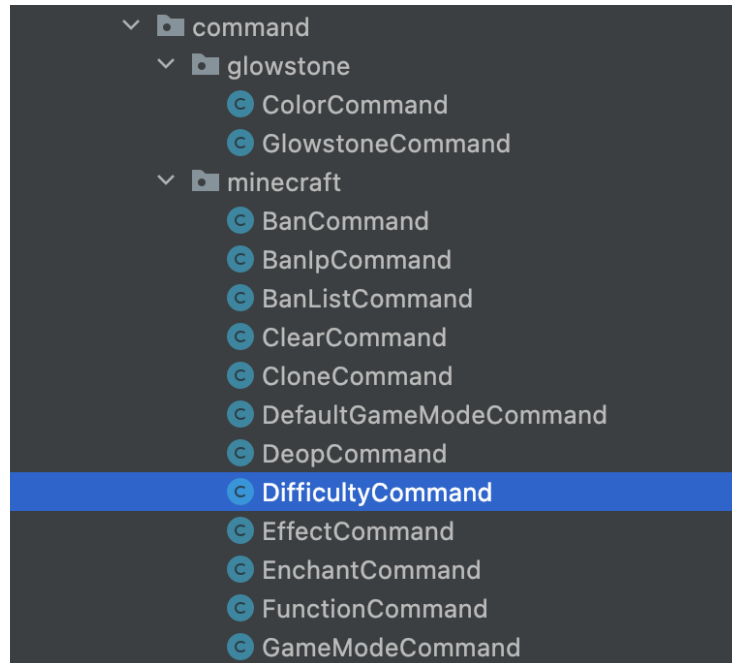 command
glowstone
C ColorCommand
C GlowstoneCommand
minecraft
C BanCommand
C BanIpCommand
C BanListCommand
C ClearCommand
C CloneCommand
C DefaultGameModeCommand
C DeopCommand
C DifficultyCommand
C EffectCommand
C EnchantCommand
C FunctionCommand
C GameModeCommand